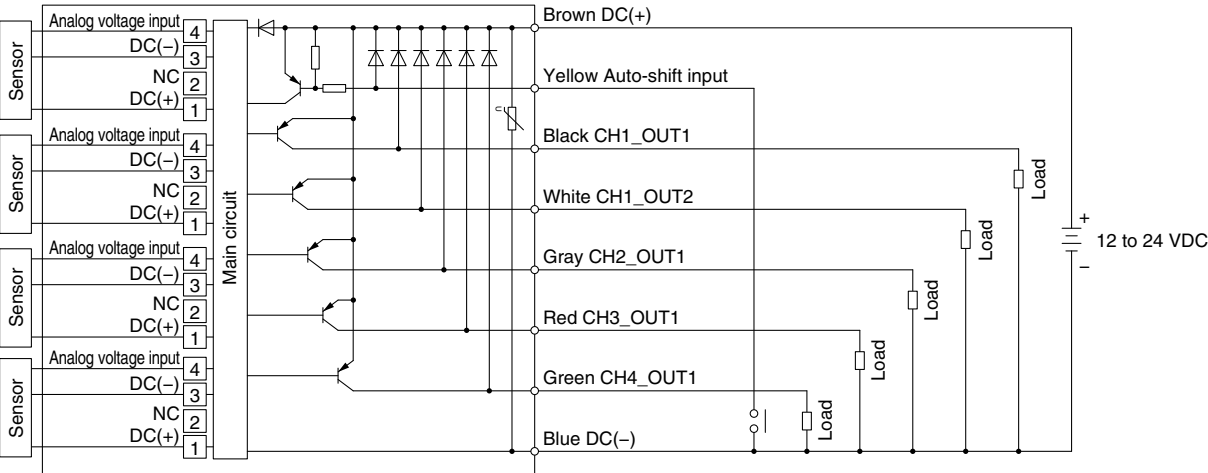 Sensor
Analog voltage input 4
DC(−) 3
NC 2
DC(+) 1
Sensor
Analog voltage input 4
DC(−) 3
NC 2
DC(+) 1
Sensor
Analog voltage input 4
DC(−) 3
NC 2
DC(+) 1
Sensor
Analog voltage input 4
DC(−) 3
NC 2
DC(+) 1
Main circuit
U
Brown DC(+)
Yellow Auto-shift input
Black CH1_OUT1
White CH1_OUT2
Gray CH2_OUT1
Red CH3_OUT1
Green CH4_OUT1
Blue DC(−)
Load
Load
Load
Load
Load
+
12 to 24 VDC
−